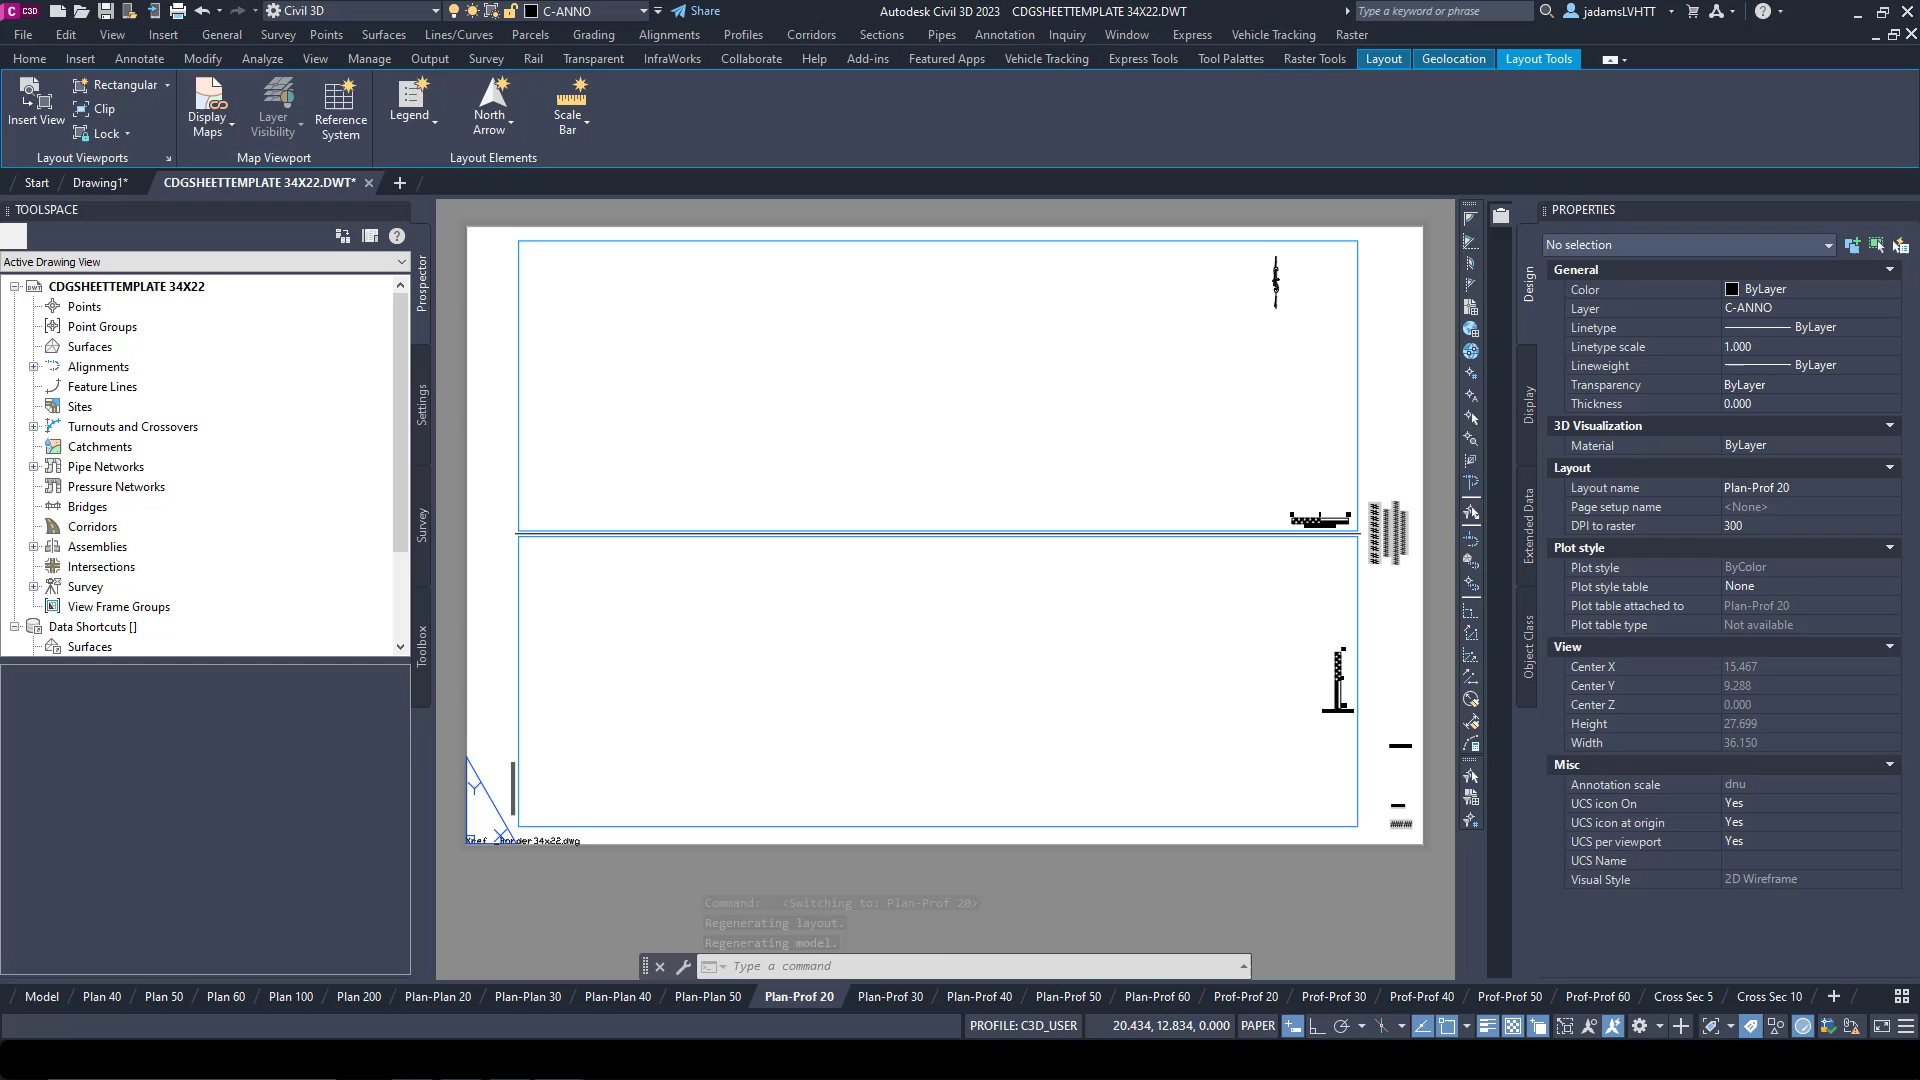 C3D Civil 3D C-ANNO Share Autodesk Civil 3D 2023 CDGSHEETTEMPLATE 34X22.DWT Type a keyword or phrase jadamsLVHTT
File Edit View Insert General Survey Points Surfaces Lines/Curves Parcels Grading Alignments Profiles Corridors Sections Pipes Annotation Inquiry Window Express Vehicle Tracking Raster
Home Insert Annotate Modify Analyze View Manage Output Survey Rail Transparent InfraWorks Collaborate Help Add-ins Featured Apps Vehicle Tracking Express Tools Tool Palettes Raster Tools Layout Geolocation Layout Tools
Insert View
Rectangular
Clip
Lock
Layout Viewports
Display Maps
Layer Visibility
Reference System
Map Viewport
Legend
North Arrow
Scale Bar
Layout Elements
Start Drawing1* CDGSHEETTEMPLATE 34X22.DWT*
TOOLSPACE
Active Drawing View
CDGSHEETTEMPLATE 34X22
Points
Point Groups
Surfaces
Alignments
Feature Lines
Sites
Turnouts and Crossovers
Catchments
Pipe Networks
Pressure Networks
Bridges
Corridors
Assemblies
Intersections
Survey
View Frame Groups
Data Shortcuts []
Surfaces
Prospector
Settings
Survey
Toolbox
Y
X
Xref _Border34x22.dwg
Command: <Switching to: Plan-Prof 20>
Regenerating layout.
Regenerating model.
Type a command
PROPERTIES
No selection
Design
Display
Extended Data
Object Class
General
Color ByLayer
Layer C-ANNO
Linetype ByLayer
Linetype scale 1.000
Lineweight ByLayer
Transparency ByLayer
Thickness 0.000
3D Visualization
Material ByLayer
Layout
Layout name Plan-Prof 20
Page setup name <None>
DPI to raster 300
Plot style
Plot style ByColor
Plot style table None
Plot table attached to Plan-Prof 20
Plot table type Not available
View
Center X 15.467
Center Y 9.288
Center Z 0.000
Height 27.699
Width 36.150
Misc
Annotation scale dnu
UCS icon On Yes
UCS icon at origin Yes
UCS per viewport Yes
UCS Name
Visual Style 2D Wireframe
Model Plan 40 Plan 50 Plan 60 Plan 100 Plan 200 Plan-Plan 20 Plan-Plan 30 Plan-Plan 40 Plan-Plan 50 Plan-Prof 20 Plan-Prof 30 Plan-Prof 40 Plan-Prof 50 Plan-Prof 60 Prof-Prof 20 Prof-Prof 30 Prof-Prof 40 Prof-Prof 50 Prof-Prof 60 Cross Sec 5 Cross Sec 10
PROFILE: C3D_USER 20.434, 12.834, 0.000 PAPER